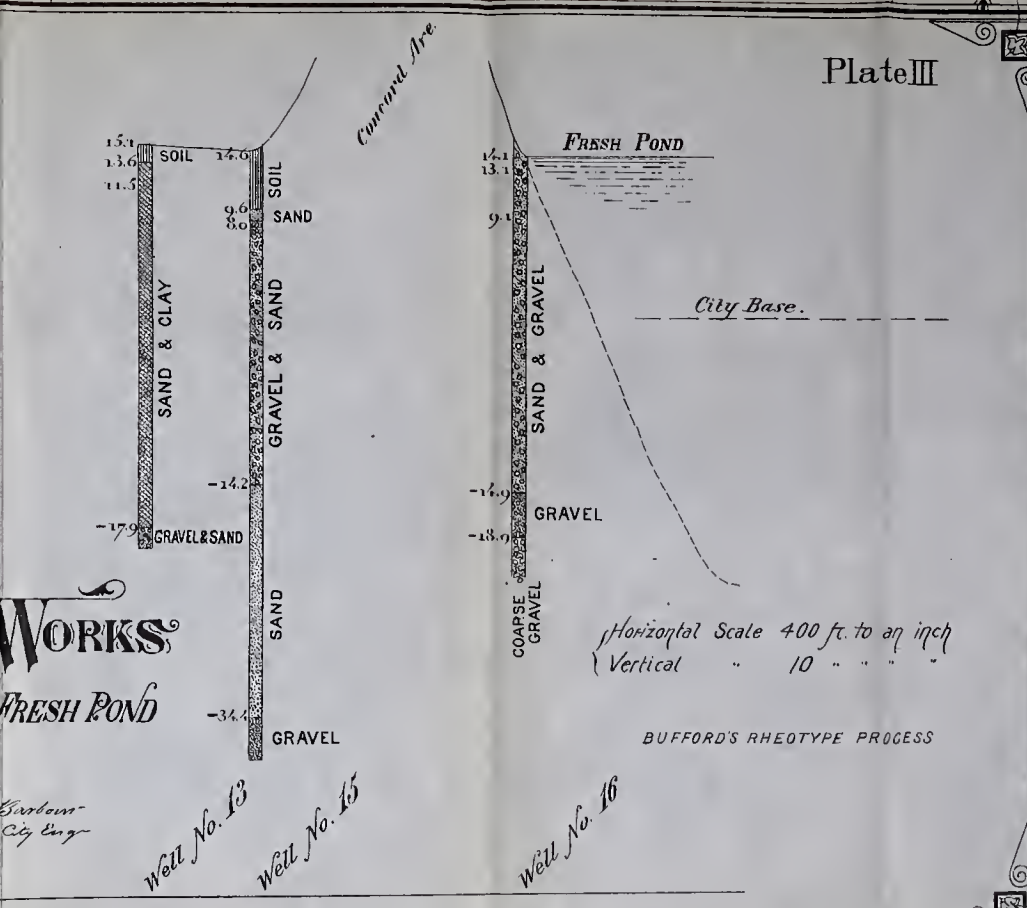 Plate III
Concord Ave.
FRESH POND
15.1
13.6
11.5
SOIL
SAND & CLAY
-17.9
GRAVEL & SAND
14.6
SOIL
9.6
SAND
8.6
GRAVEL & SAND
-14.2
SAND
-34.4
GRAVEL
14.1
13.1
9.1
SAND & GRAVEL
-14.9
GRAVEL
-18.9
COARSE
GRAVEL
City Base.
WORKS
FRESH POND
Horizontal Scale 400 ft. to an inch
Vertical " 10 " " " "
BUFFORD'S RHEOTYPE PROCESS
Barbour
City Engr
Well No. 13
Well No. 15
Well No. 16